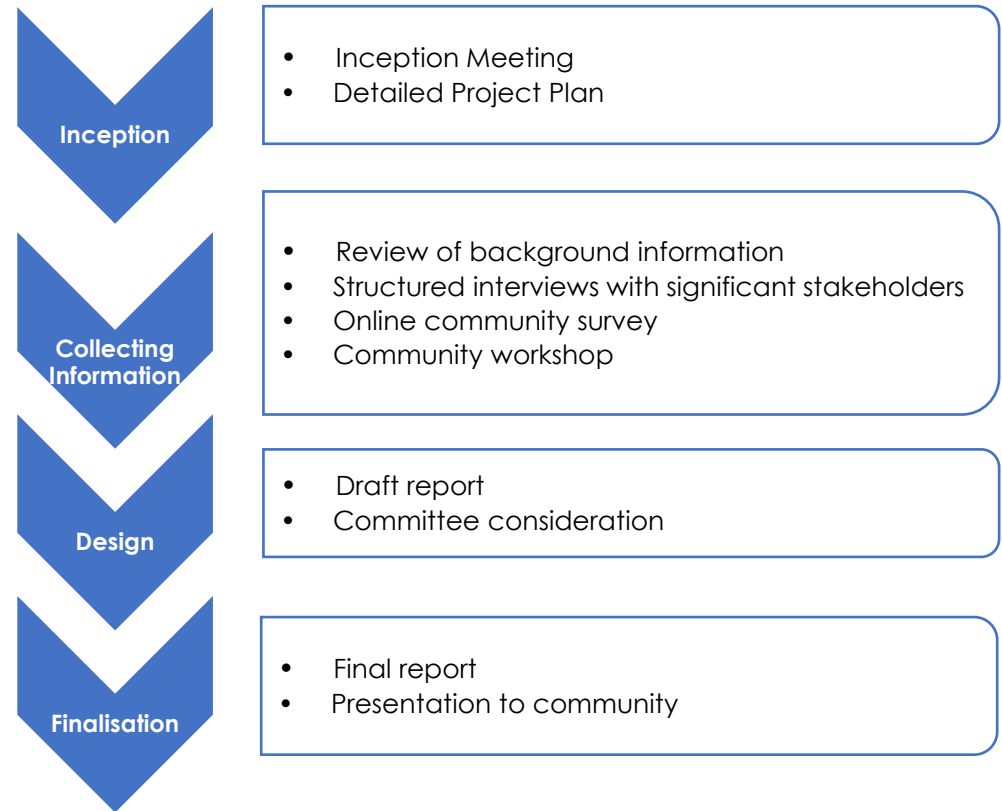 Inception
• Inception Meeting
• Detailed Project Plan
Collecting
Information
• Review of background information
• Structured interviews with significant stakeholders
• Online community survey
• Community workshop
Design
• Draft report
• Committee consideration
Finalisation
• Final report
• Presentation to community